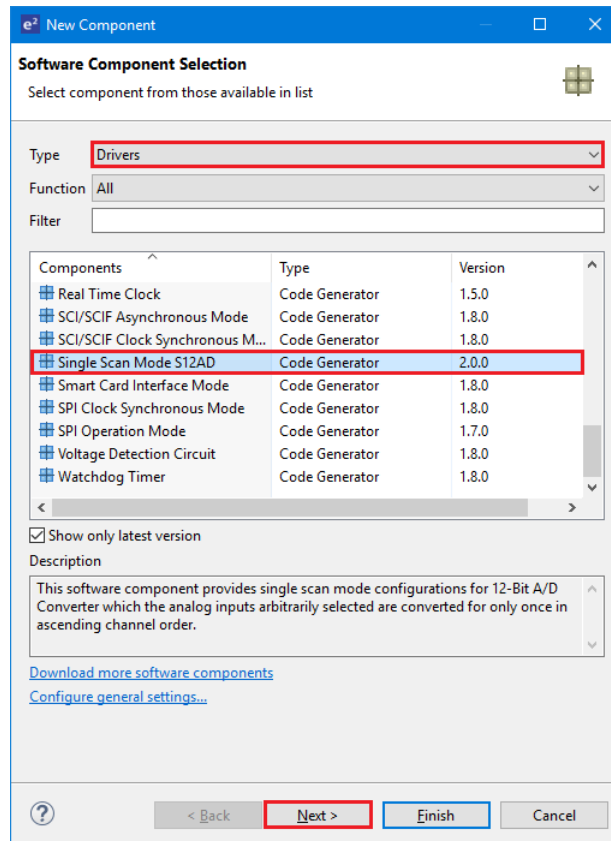 e² New Component
Software Component Selection
Select component from those available in list
Type Drivers
Function All
Filter
Components Type Version
Real Time Clock Code Generator 1.5.0
SCI/SCIF Asynchronous Mode Code Generator 1.8.0
SCI/SCIF Clock Synchronous M... Code Generator 1.8.0
Single Scan Mode S12AD Code Generator 2.0.0
Smart Card Interface Mode Code Generator 1.8.0
SPI Clock Synchronous Mode Code Generator 1.8.0
SPI Operation Mode Code Generator 1.7.0
Voltage Detection Circuit Code Generator 1.8.0
Watchdog Timer Code Generator 1.8.0
Show only latest version
Description
This software component provides single scan mode configurations for 12-Bit A/D
Converter which the analog inputs arbitrarily selected are converted for only once in
ascending channel order.
Download more software components
Configure general settings...
? < Back Next > Finish Cancel